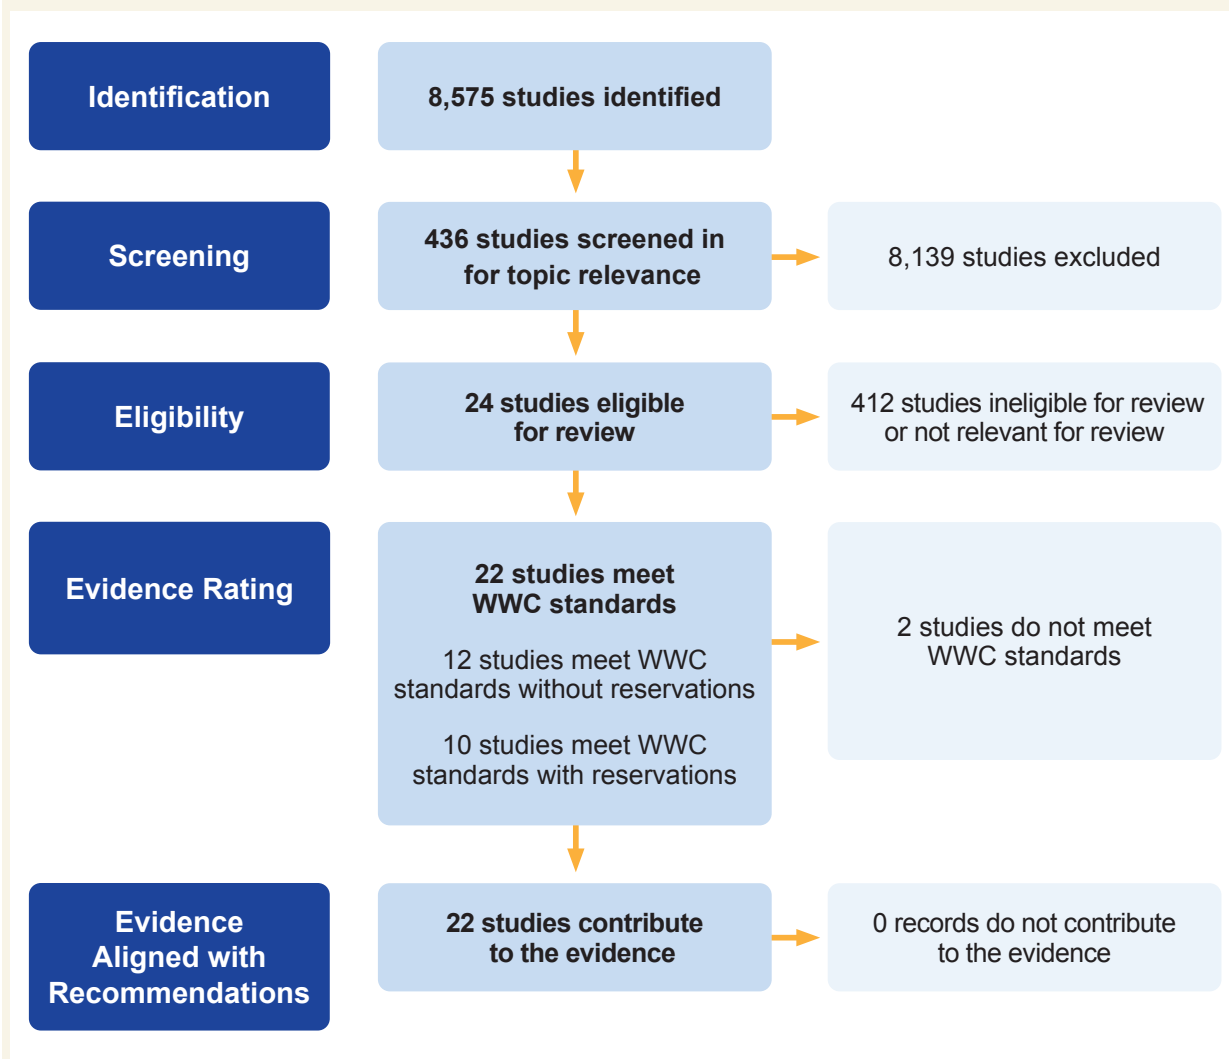 Identification
8,575 studies identified
Screening
436 studies screened in
for topic relevance
8,139 studies excluded
Eligibility
24 studies eligible
for review
412 studies ineligible for review
or not relevant for review
Evidence Rating
22 studies meet
WWC standards
12 studies meet WWC
standards without reservations
10 studies meet WWC
standards with reservations
2 studies do not meet
WWC standards
Evidence
Aligned with
Recommendations
22 studies contribute
to the evidence
0 records do not contribute
to the evidence